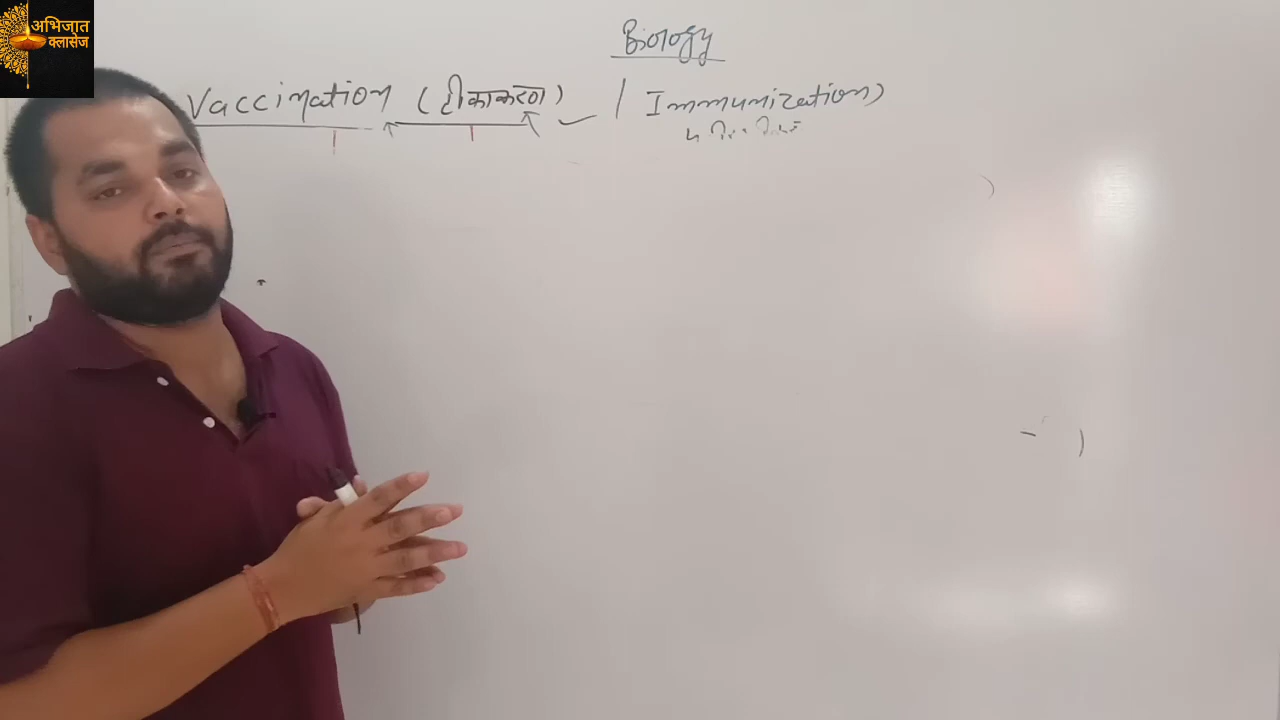 अभिजात
क्लासेज
Biology
Vaccination (टीकाकरण) / Immunization)